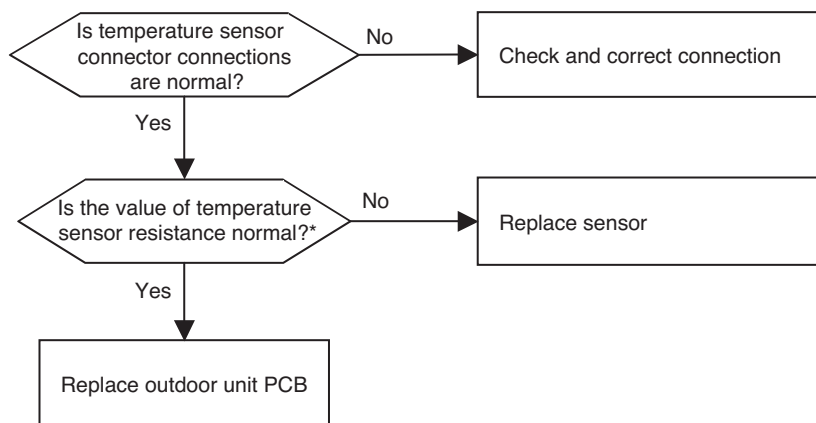 Is temperature sensor
connector connections
are normal?
No
Check and correct connection
Yes
Is the value of temperature
sensor resistance normal?*
No
Replace sensor
Yes
Replace outdoor unit PCB